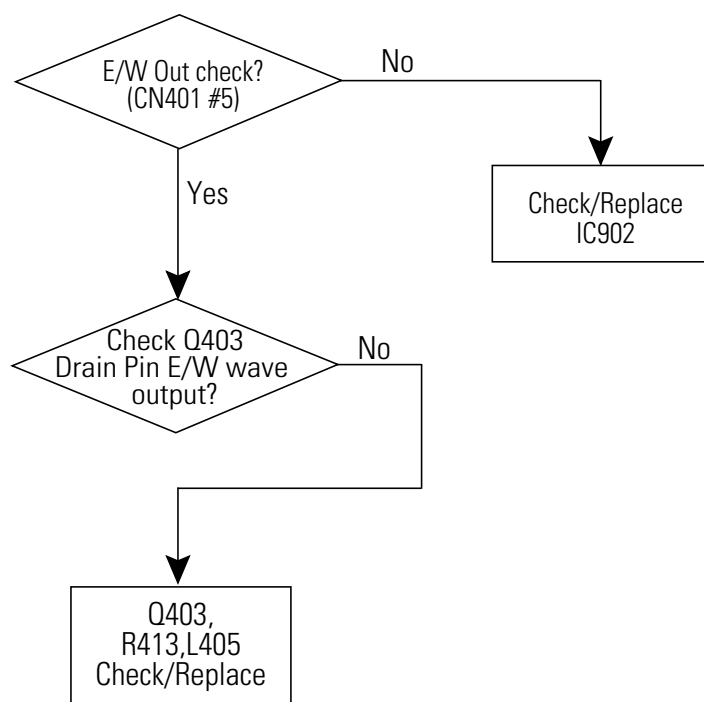 E/W Out check?
(CN401 #5)
No
Yes
Check/Replace
IC902
Check Q403
Drain Pin E/W wave
output?
No
Q403,
R413,L405
Check/Replace